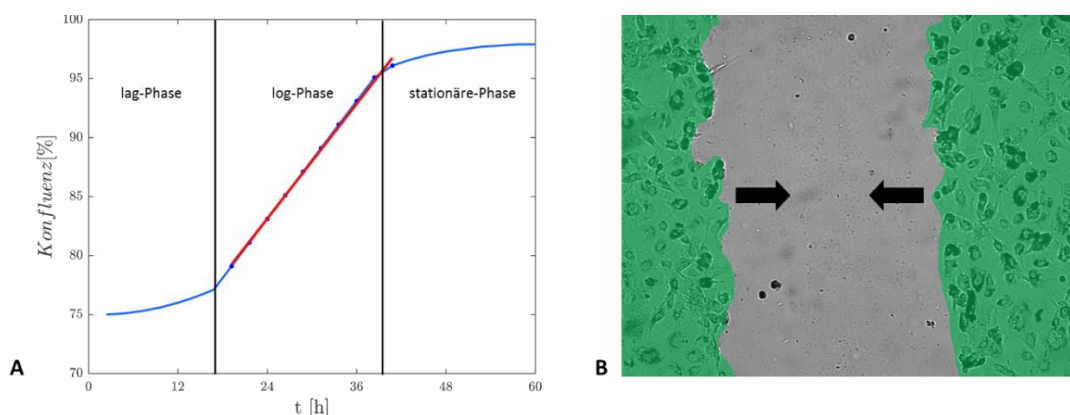 100
95
90
85
80
75
70
Konfluenz[%]
lag-Phase
log-Phase
stationäre-Phase
0
12
24
36
48
60
t [h]
A
B